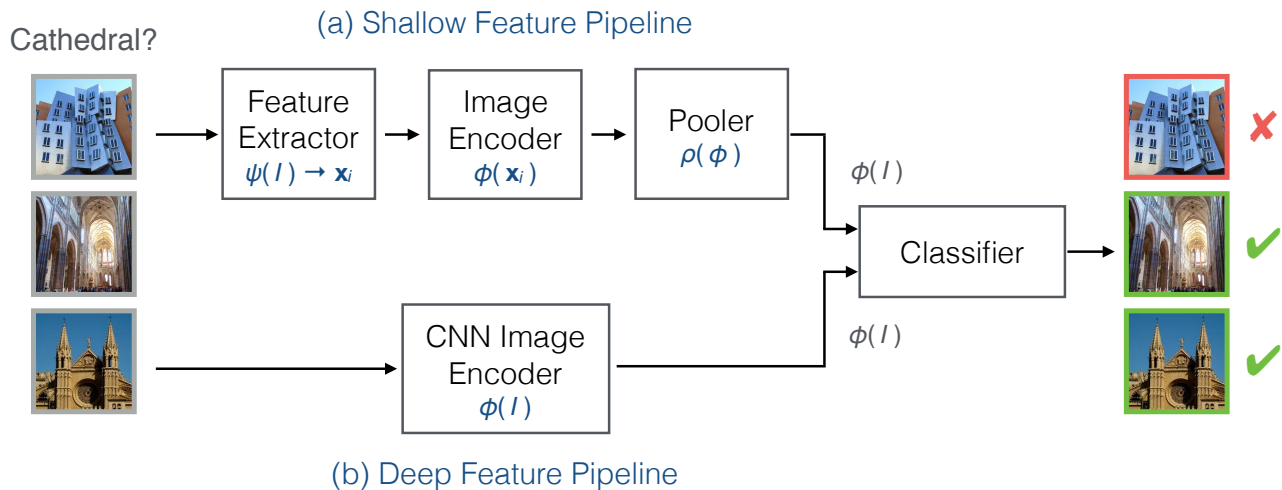 (a) Shallow Feature Pipeline
Cathedral?
Feature
Extractor
ψ(I) → xᵢ
Image
Encoder
ϕ(xᵢ)
Pooler
ρ(ϕ)
ϕ(I)
Classifier
CNN Image
Encoder
ϕ(I)
ϕ(I)
(b) Deep Feature Pipeline